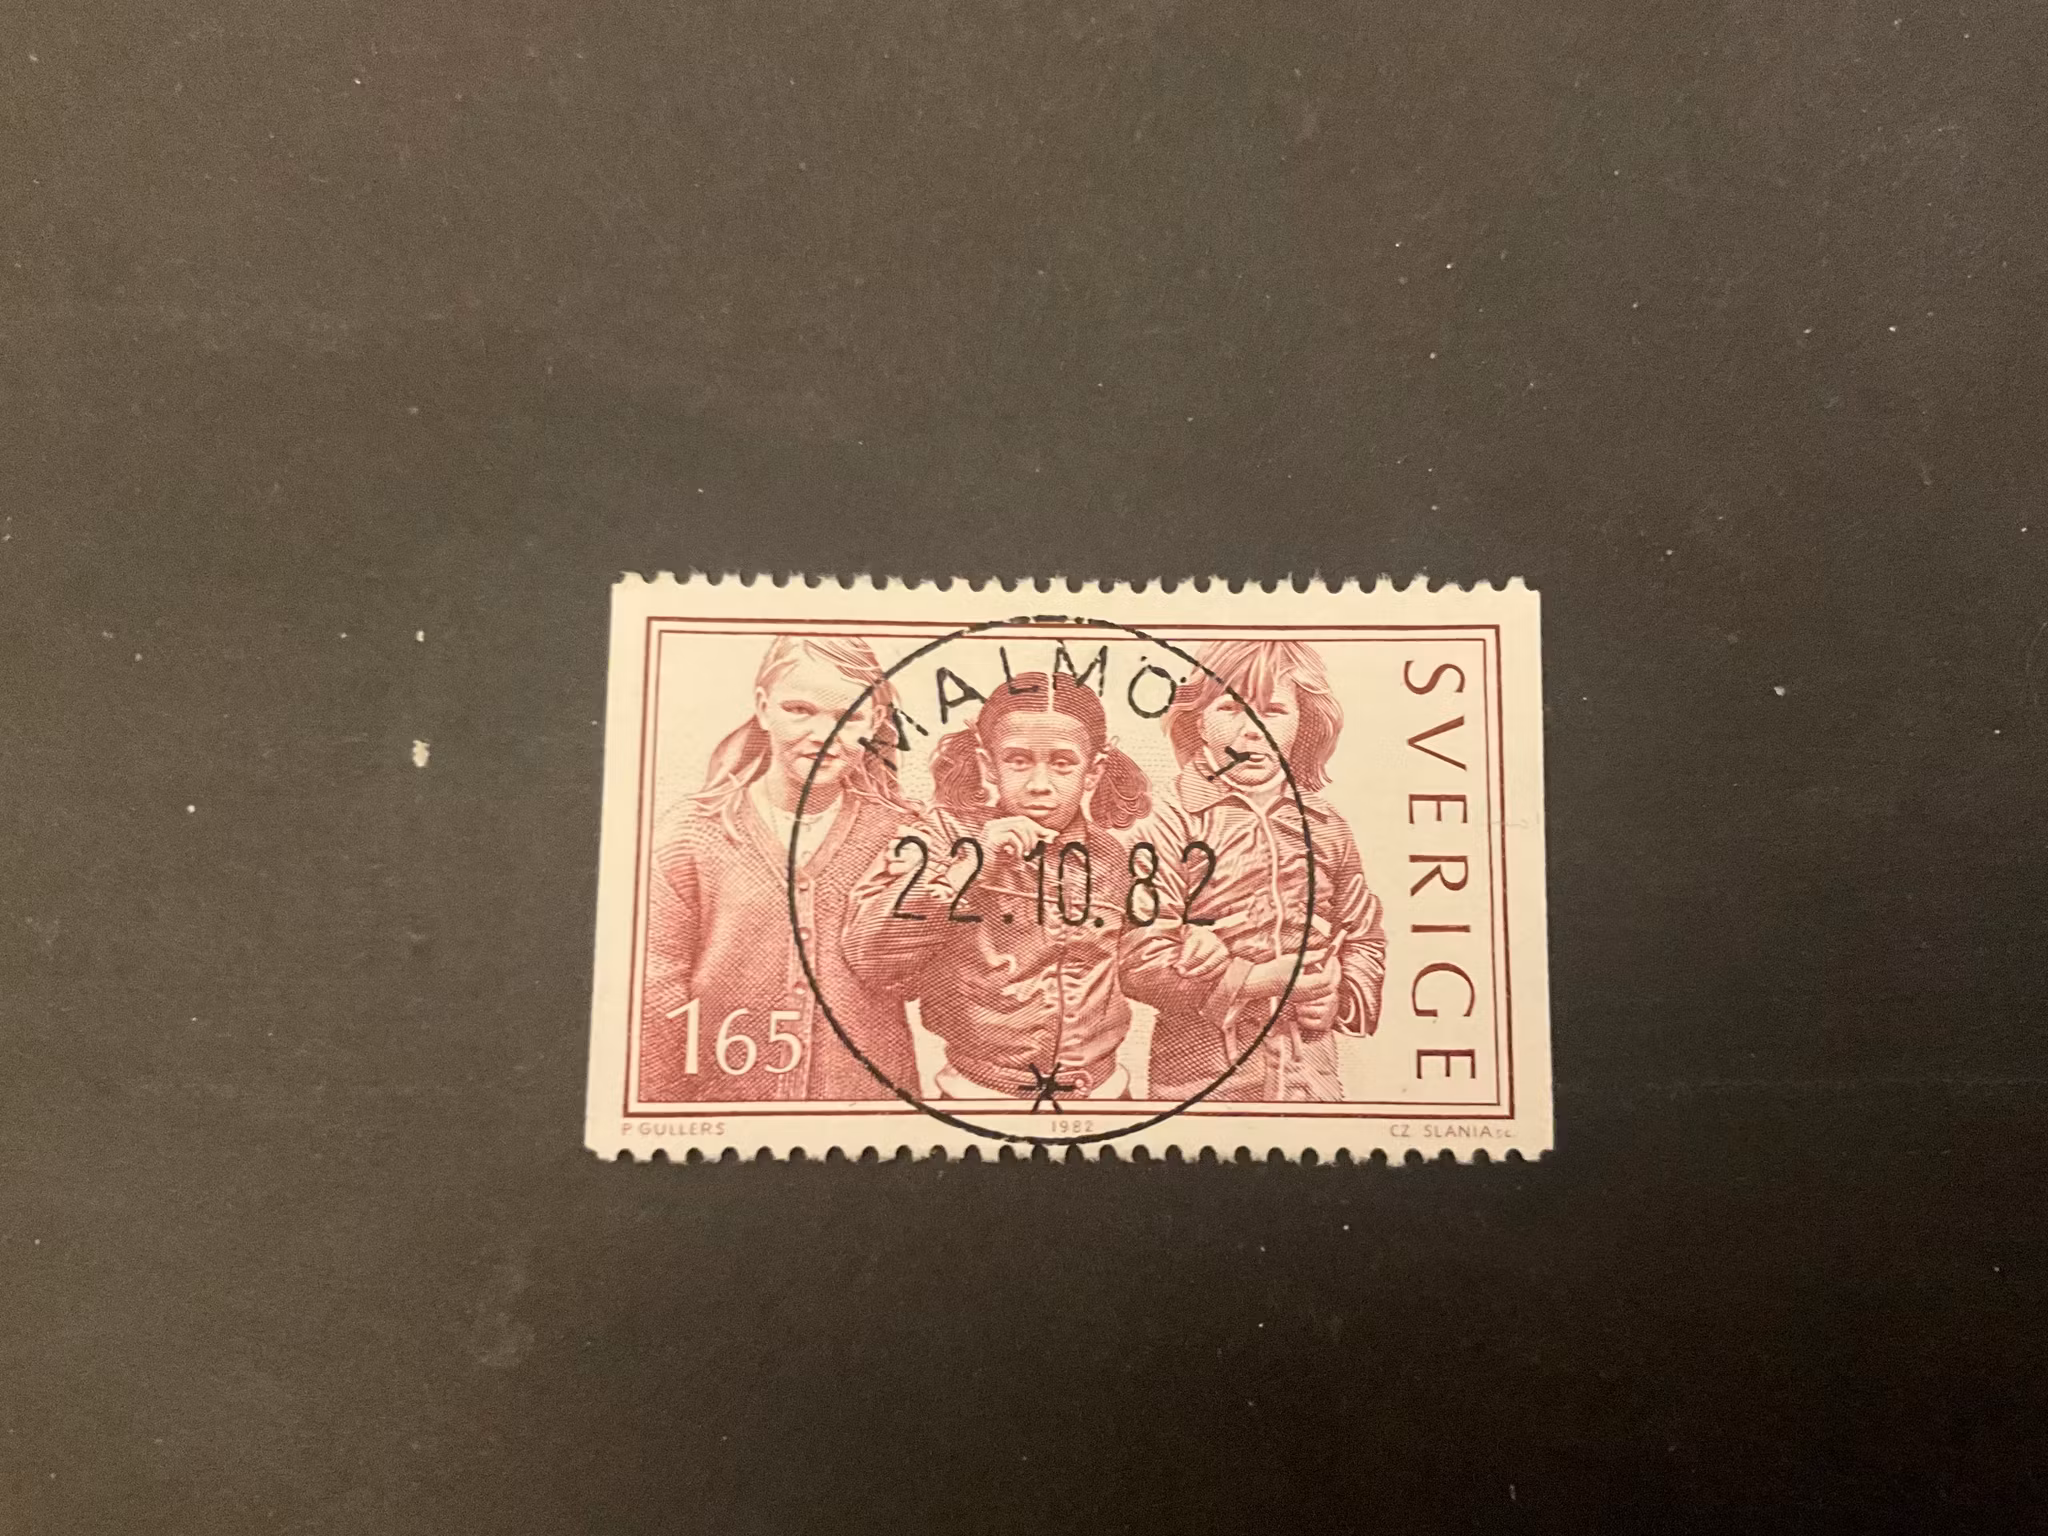 MALMÖ 1
22.10.82
SVERIGE
165
P GULLERS 1982 CZ SLANIA SC.